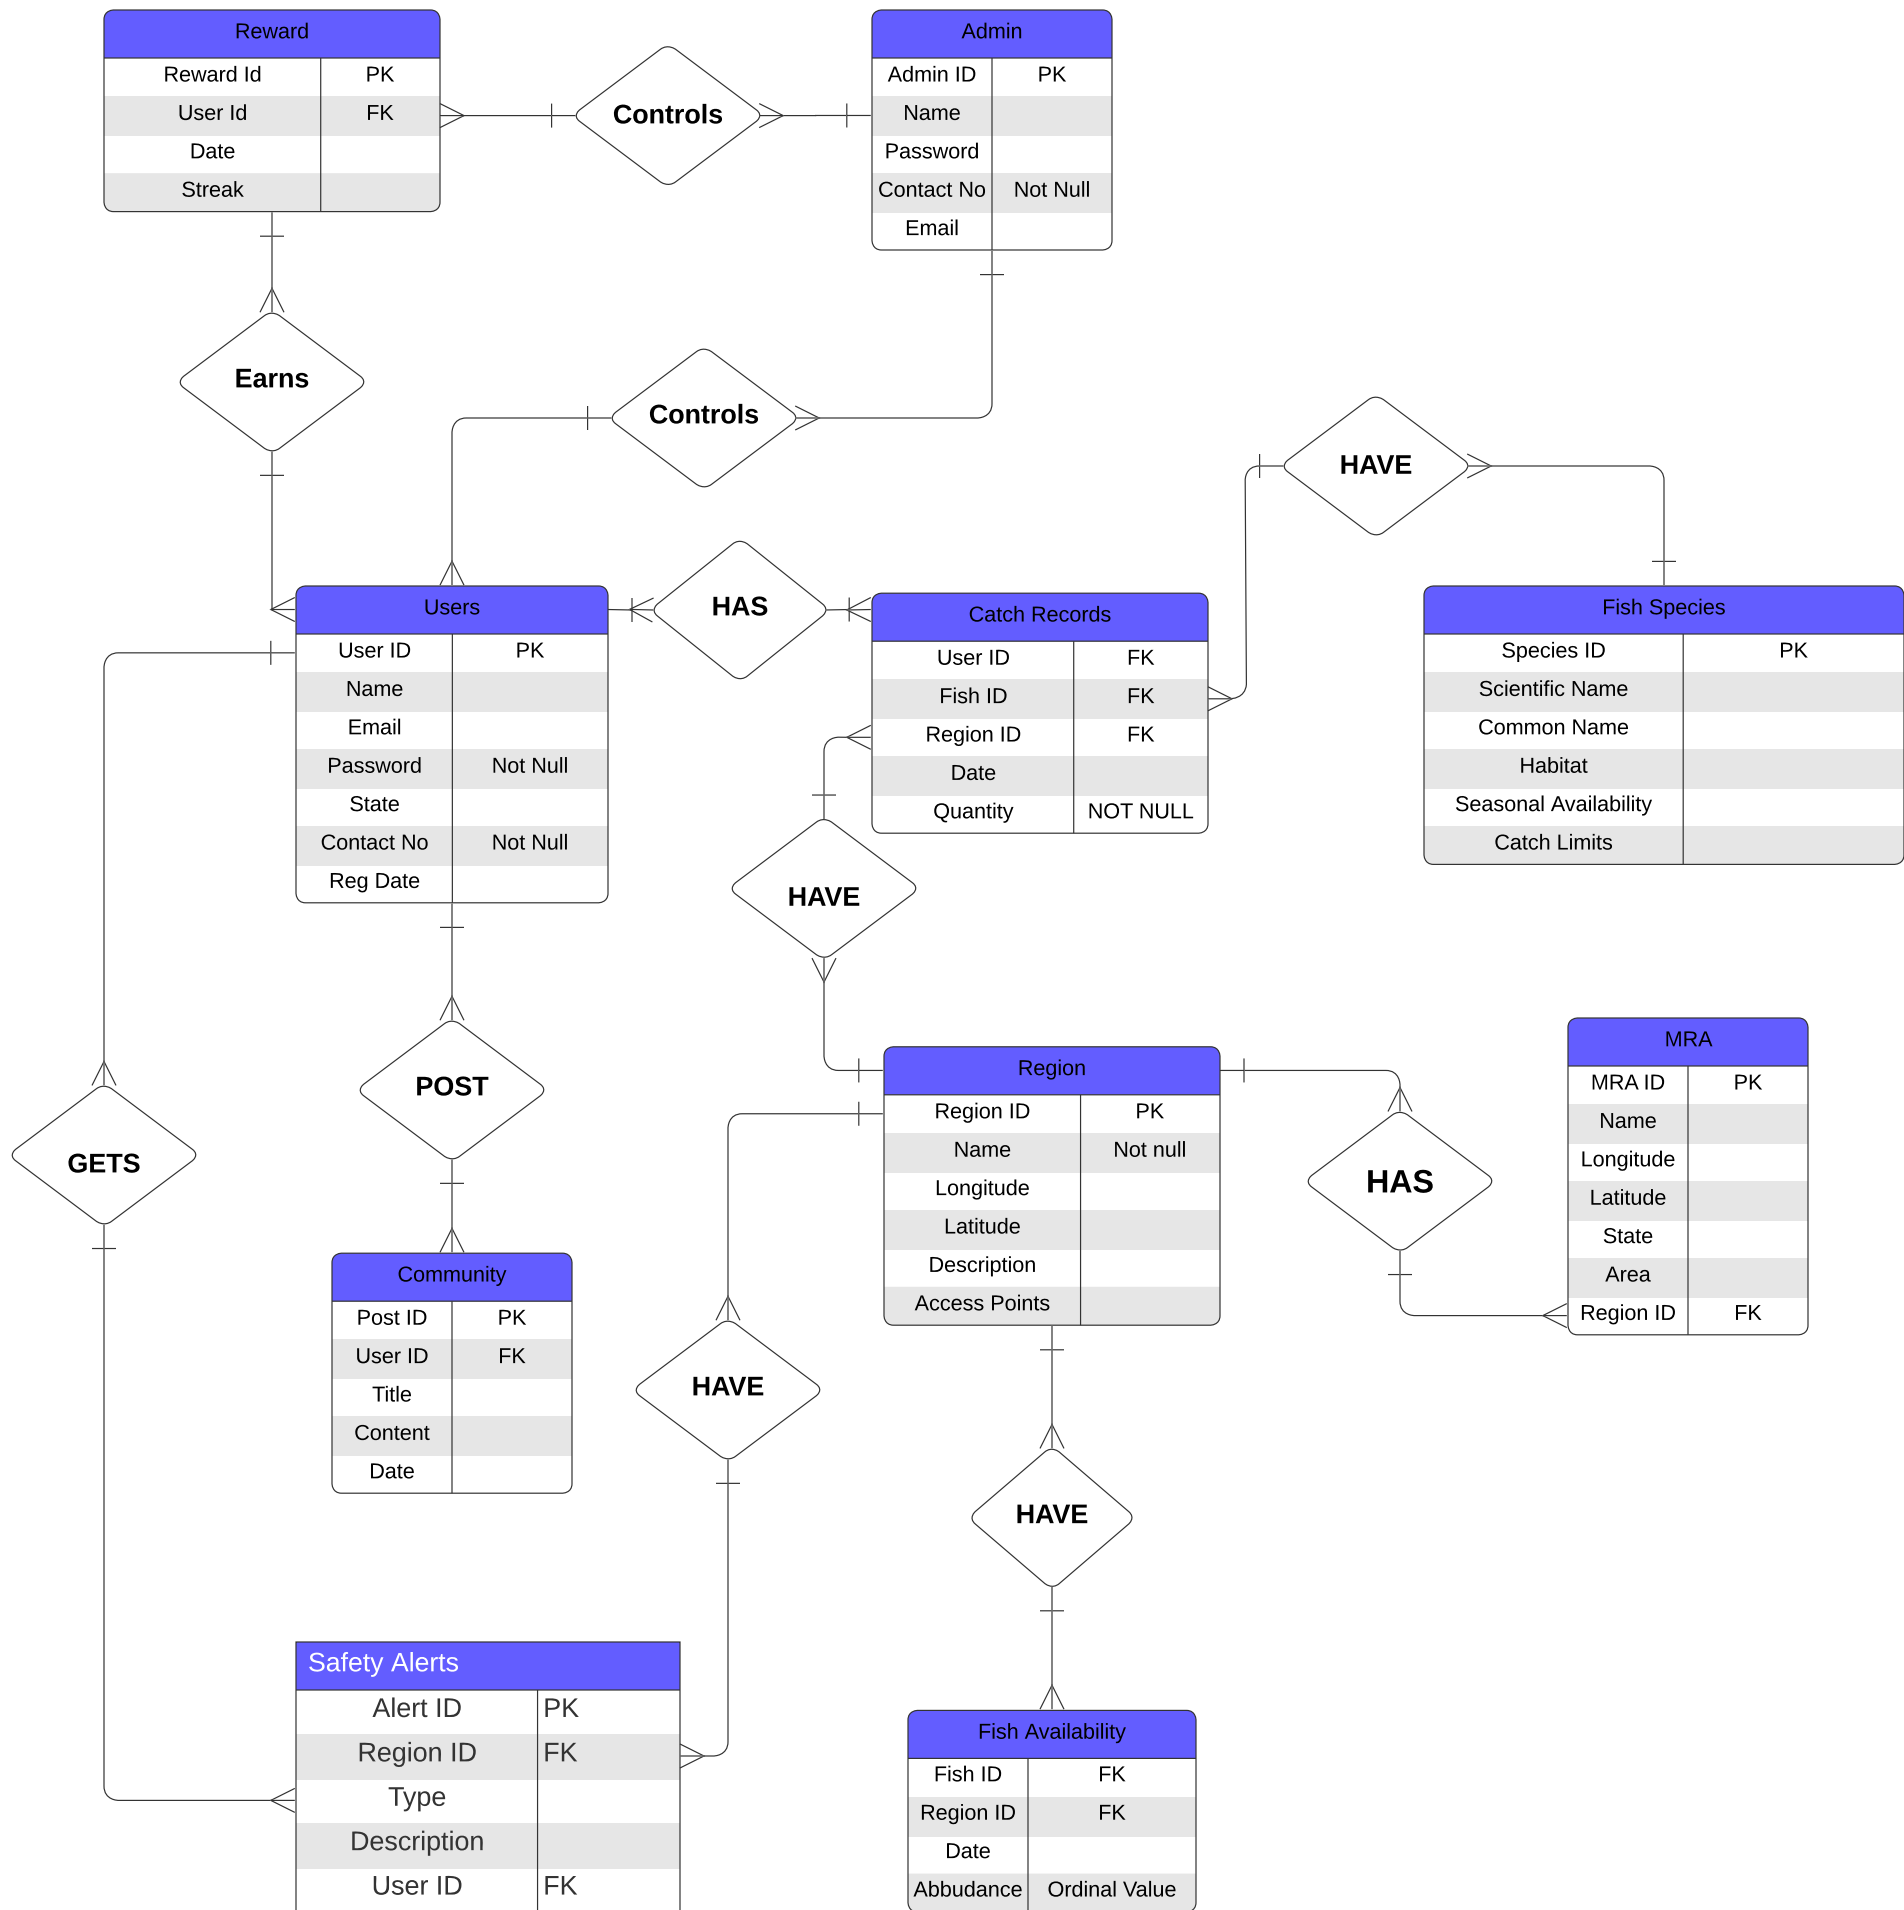 Reward
Reward Id PK
User Id FK
Date
Streak
Controls
Admin
Admin ID PK
Name
Password
Contact No Not Null
Email
Earns
Controls
HAVE
Users
User ID PK
Name
Email
Password Not Null
State
Contact No Not Null
Reg Date
HAS
Catch Records
User ID FK
Fish ID FK
Region ID FK
Date
Quantity NOT NULL
Fish Species
Species ID PK
Scientific Name
Common Name
Habitat
Seasonal Availability
Catch Limits
HAVE
POST
GETS
Region
Region ID PK
Name Not null
Longitude
Latitude
Description
Access Points
HAS
MRA
MRA ID PK
Name
Longitude
Latitude
State
Area
Region ID FK
Community
Post ID PK
User ID FK
Title
Content
Date
HAVE
HAVE
Safety Alerts
Alert ID PK
Region ID FK
Type
Description
User ID FK
Fish Availability
Fish ID FK
Region ID FK
Date
Abbudance Ordinal Value